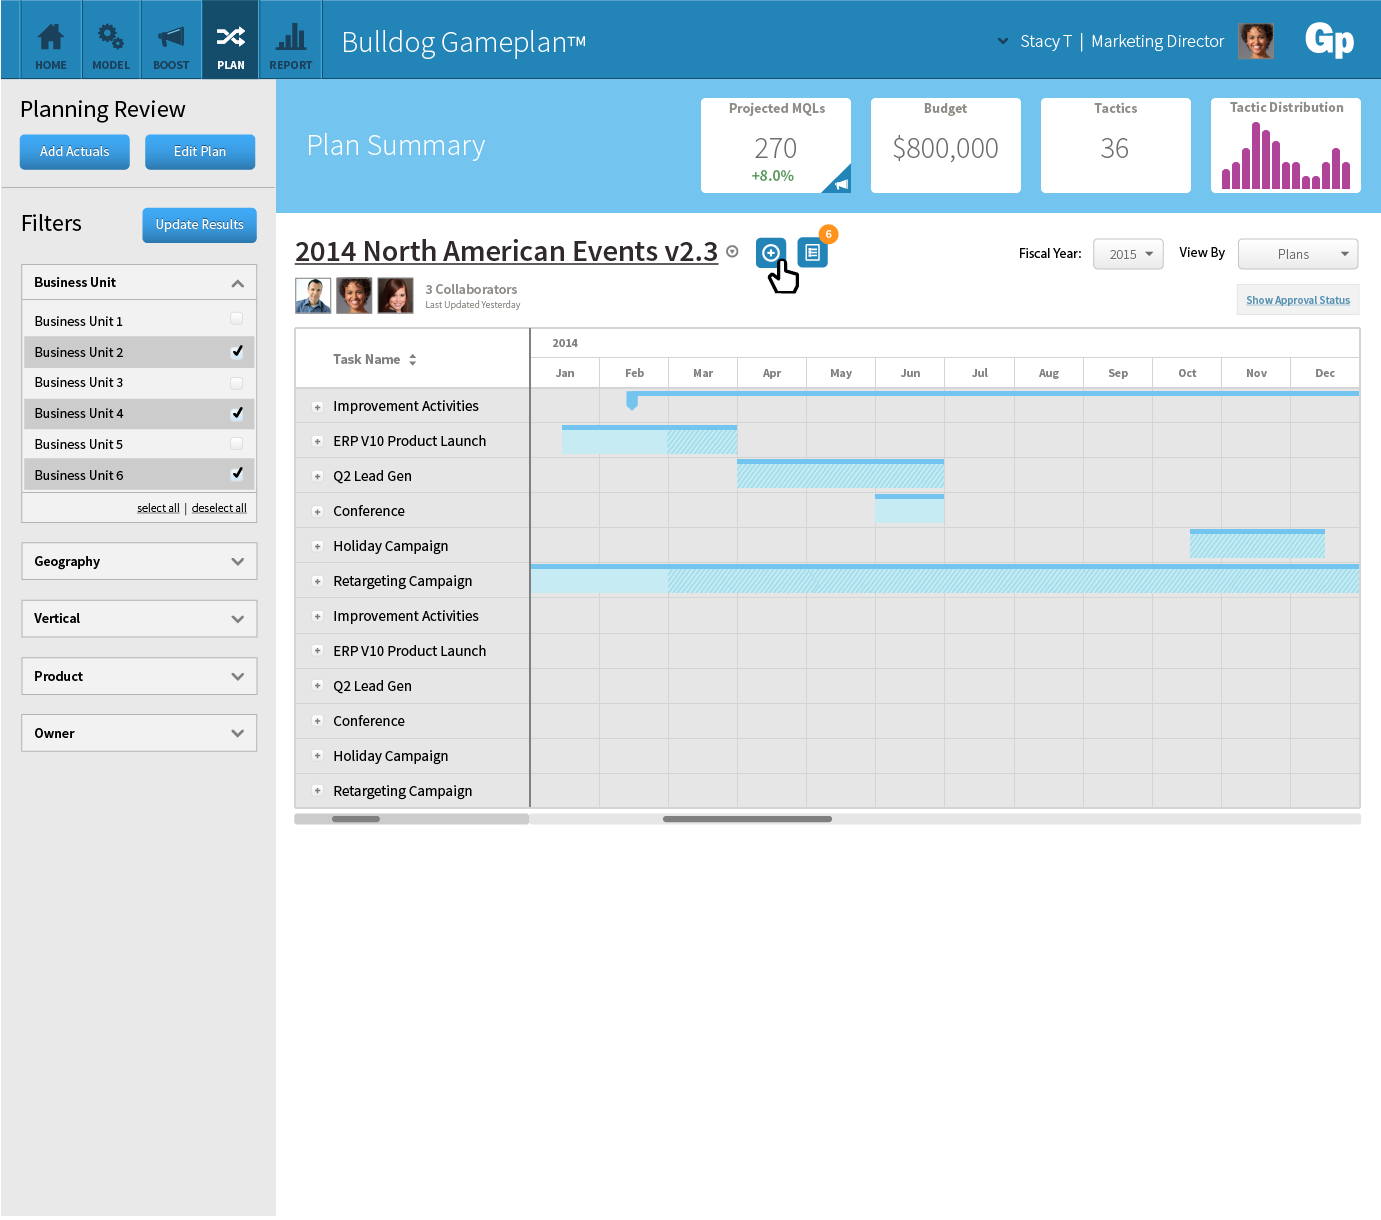 HOME
MODEL
BOOST
PLAN
REPORT
Bulldog Gameplan™
Stacy T | Marketing Director
Gp
Planning Review
Add Actuals
Edit Plan
Filters
Update Results
Business Unit
Business Unit 1
Business Unit 2
Business Unit 3
Business Unit 4
Business Unit 5
Business Unit 6
select all | deselect all
Geography
Vertical
Product
Owner
Plan Summary
Projected MQLs
270
+8.0%
Budget
$800,000
Tactics
36
Tactic Distribution
2014 North American Events v2.3
6
Fiscal Year:
2015
View By
Plans
3 Collaborators
Last Updated Yesterday
Show Approval Status
Task Name
2014
Jan Feb Mar Apr May Jun Jul Aug Sep Oct Nov Dec
Improvement Activities
ERP V10 Product Launch
Q2 Lead Gen
Conference
Holiday Campaign
Retargeting Campaign
Improvement Activities
ERP V10 Product Launch
Q2 Lead Gen
Conference
Holiday Campaign
Retargeting Campaign